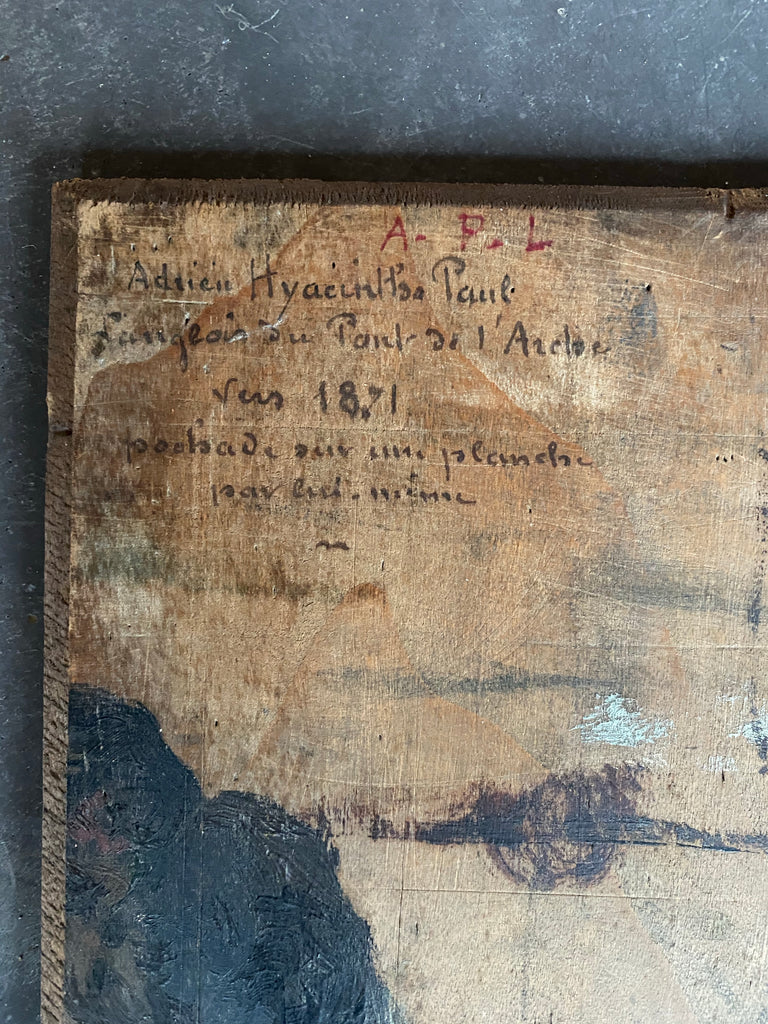 A. P. L
Adrien Hyacinthe Paul
Langlois du Pont de l'Arche
vers 1871
pochade sur une planche
par lui-même